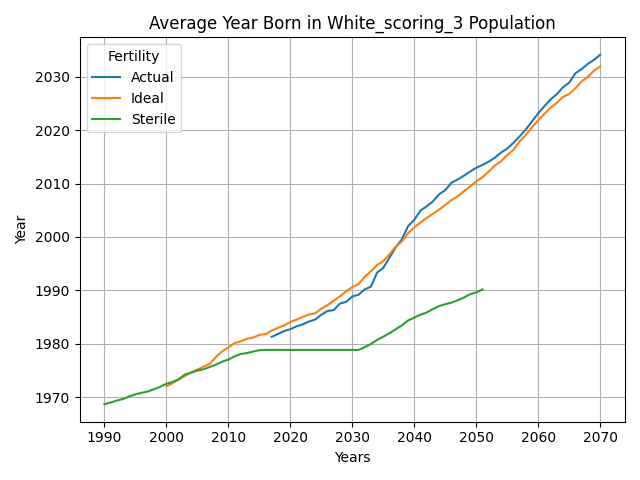 Average Year Born in White_scoring_3 Population
Fertility
Actual
Ideal
Sterile
2030
2020
2010
2000
1990
1980
1970
Year
1990 2000 2010 2020 2030 2040 2050 2060 2070
Years